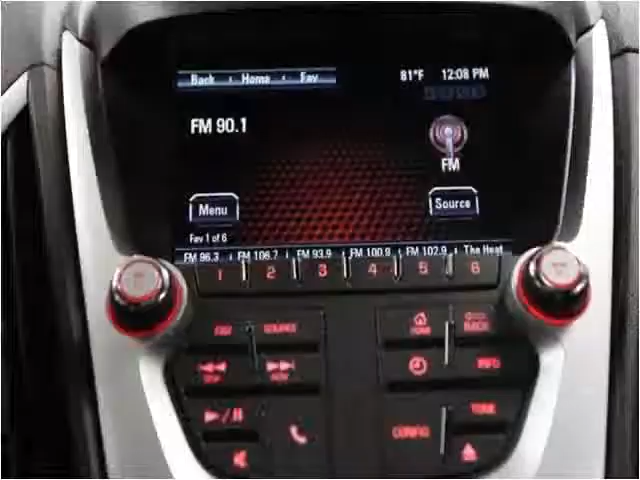 Back Home Fav 81°F 12:08 PM
FM 90.1
FM
Menu Source
Fav 1 of 6
FM 96.3 FM 106.7 FM 93.9 FM 100.9 FM 102.9 The Heat
1 2 3 4 5 6
FAV SOURCE HOME BACK
INFO
TONE
CONFIG